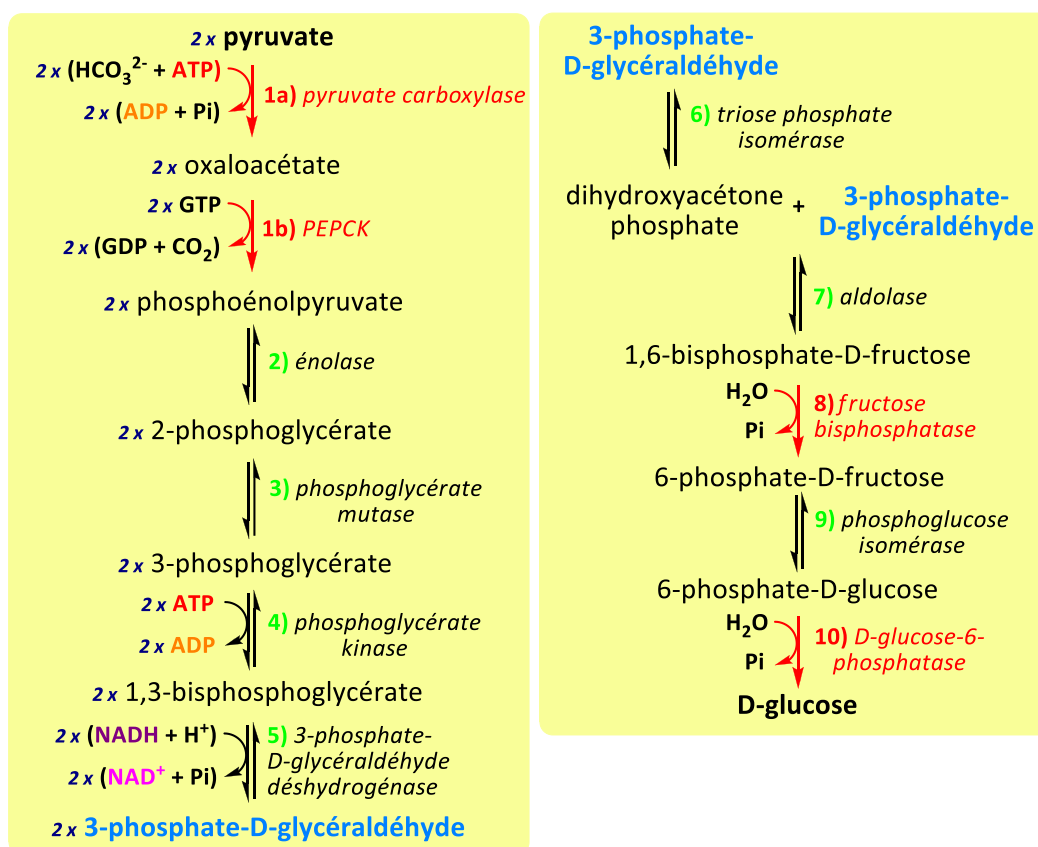 2 x pyruvate
2 x (HCO₃²⁻ + ATP)
1a) pyruvate carboxylase
2 x (ADP + Pi)
2 x oxaloacétate
2 x GTP
1b) PEPCK
2 x (GDP + CO₂)
2 x phosphoénolpyruvate
2) énolase
2 x 2-phosphoglycérate
3) phosphoglycérate
mutase
2 x 3-phosphoglycérate
2 x ATP
4) phosphoglycérate
kinase
2 x ADP
2 x 1,3-bisphosphoglycérate
2 x (NADH + H⁺)
5) 3-phosphate-
D-glycéraldéhyde
déshydrogénase
2 x (NAD⁺ + Pi)
2 x 3-phosphate-D-glycéraldéhyde
3-phosphate-
D-glycéraldéhyde
6) triose phosphate
isomérase
dihydroxyacétone
phosphate
+
3-phosphate-
D-glycéraldéhyde
7) aldolase
1,6-bisphosphate-D-fructose
H₂O
Pi
8) fructose
bisphosphatase
6-phosphate-D-fructose
9) phosphoglucose
isomérase
6-phosphate-D-glucose
H₂O
Pi
10) D-glucose-6-
phosphatase
D-glucose